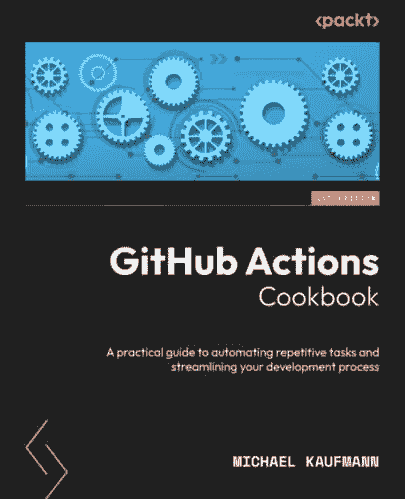 <packt>
GitHub Actions
Cookbook
A practical guide to automating repetitive tasks and
streamlining your development process
MICHAEL KAUFMANN